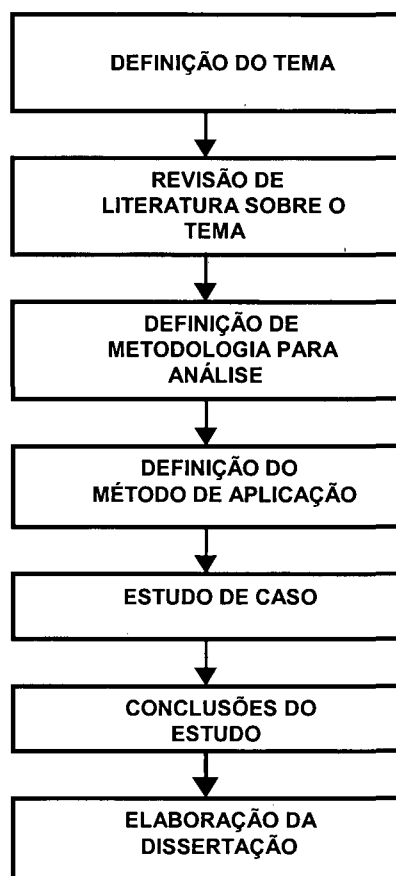 DEFINIÇÃO DO TEMA
REVISÃO DE
LITERATURA SOBRE O
TEMA
DEFINIÇÃO DE
METODOLOGIA PARA
ANÁLISE
DEFINIÇÃO DO
MÉTODO DE APLICAÇÃO
ESTUDO DE CASO
CONCLUSÕES DO
ESTUDO
ELABORAÇÃO DA
DISSERTAÇÃO